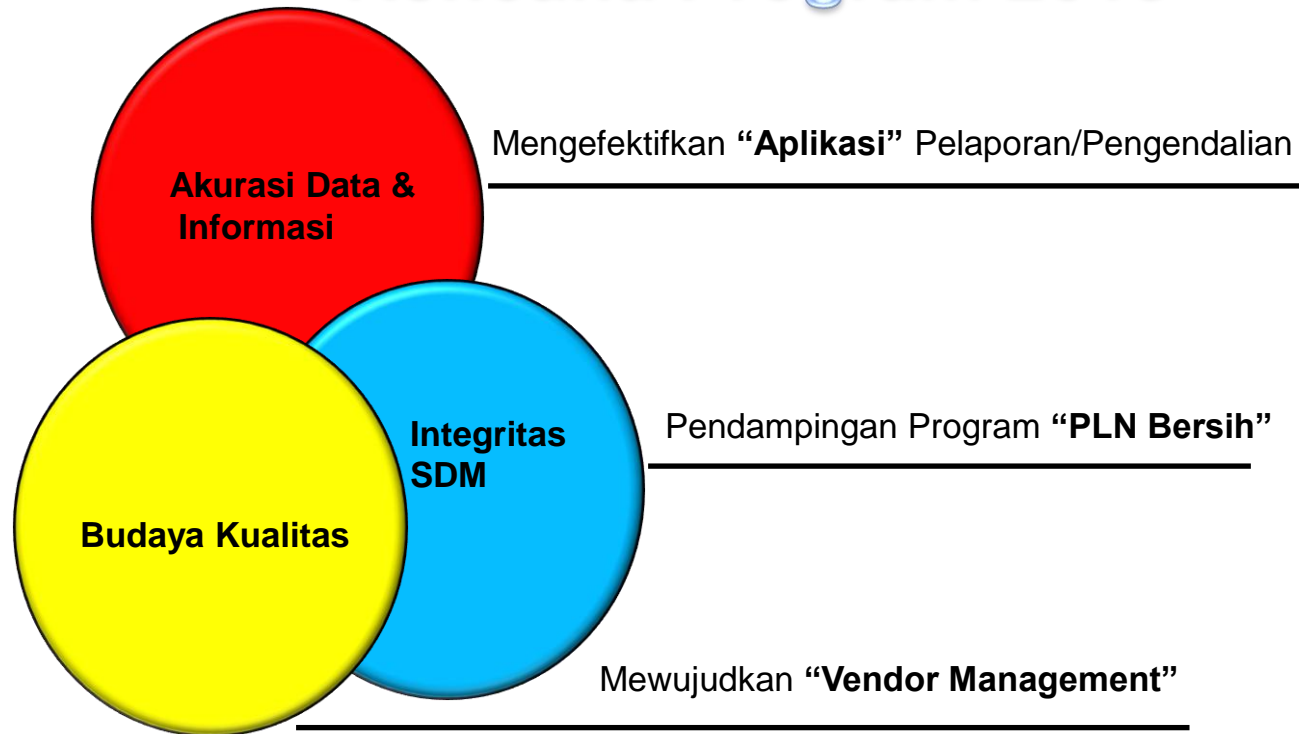 Akurasi Data &
Informasi
Mengefektifkan “Aplikasi” Pelaporan/Pengendalian
Integritas
SDM
Pendampingan Program “PLN Bersih”
Budaya Kualitas
Mewujudkan “Vendor Management”